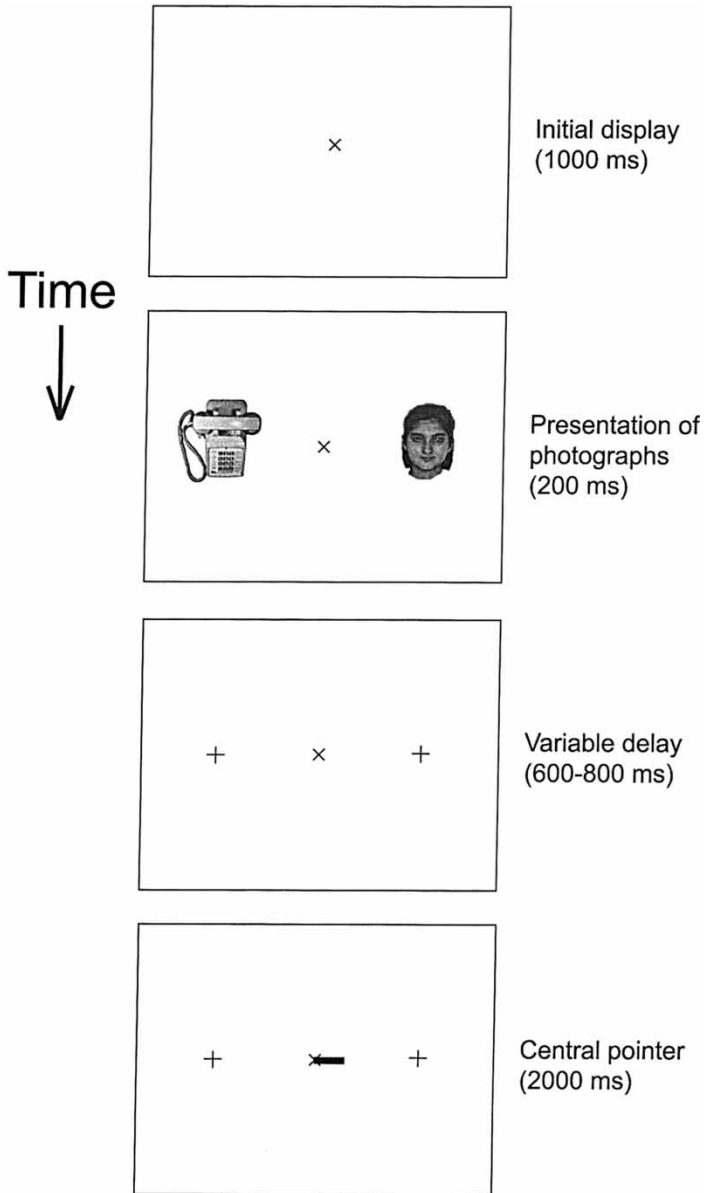 Initial display
(1000 ms)
Time
Presentation of
photographs
(200 ms)
Variable delay
(600-800 ms)
Central pointer
(2000 ms)